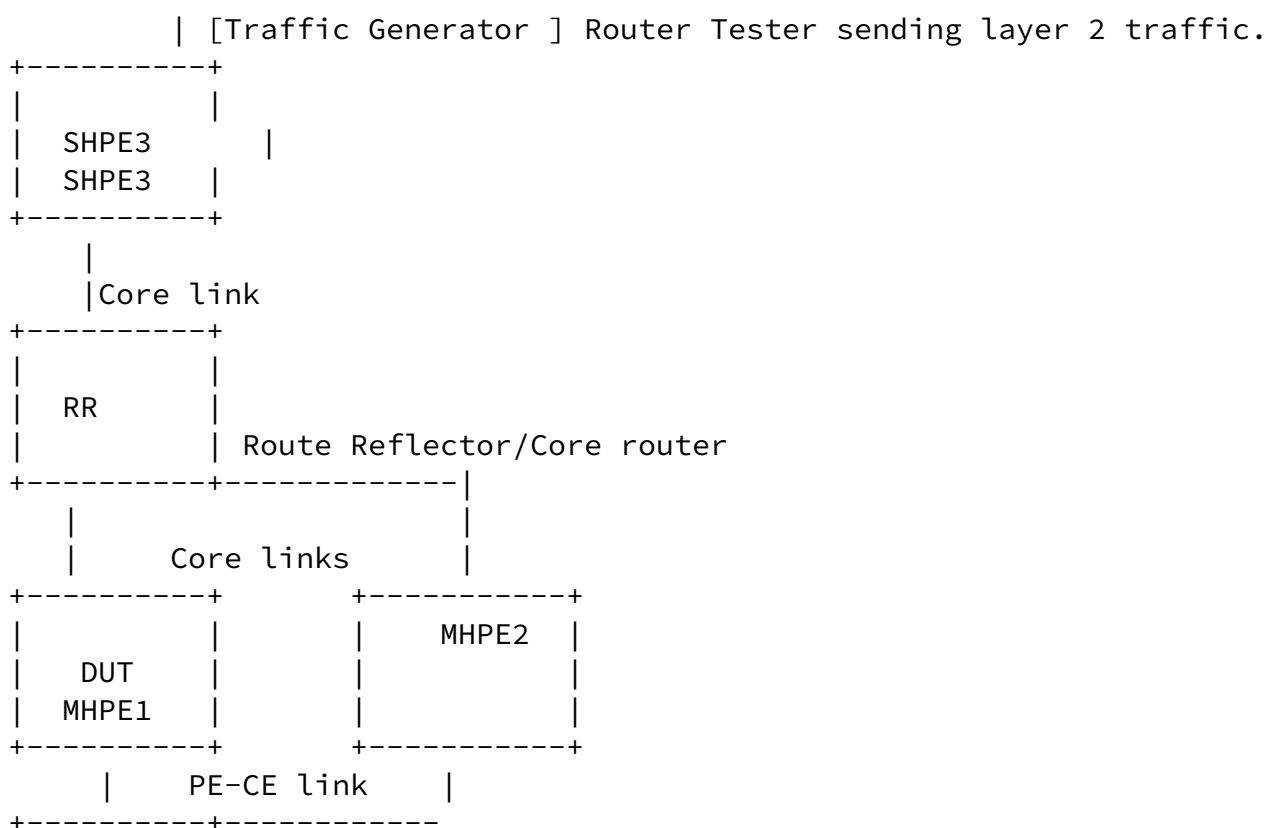 | [Traffic Generator ] Router Tester sending layer 2 traffic.
+----------+
|          |
|  SHPE3      |
|  SHPE3   |
+----------+
    |
    |Core link
+----------+
|          |
|  RR      |
|          | Route Reflector/Core router
+----------+-------------|
   |                     |
   |     Core links      |
+----------+       +-----------+
|          |       |    MHPE2  |
|   DUT    |       |           |
|  MHPE1   |       |           |
+----------+       +-----------+
     |    PE-CE link    |
+----------+------------